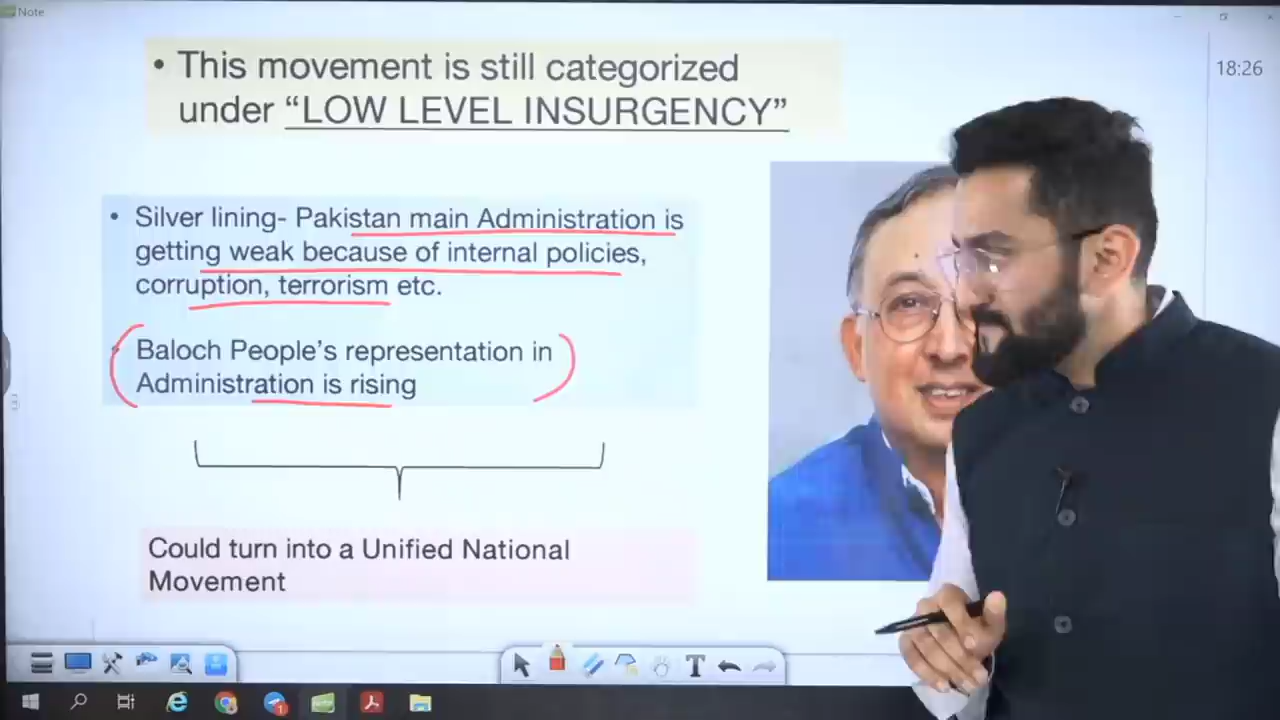 Note
18:26
• This movement is still categorized
under “LOW LEVEL INSURGENCY”
• Silver lining- Pakistan main Administration is
getting weak because of internal policies,
corruption, terrorism etc.
Baloch People’s representation in
Administration is rising
Could turn into a Unified National
Movement
T
1